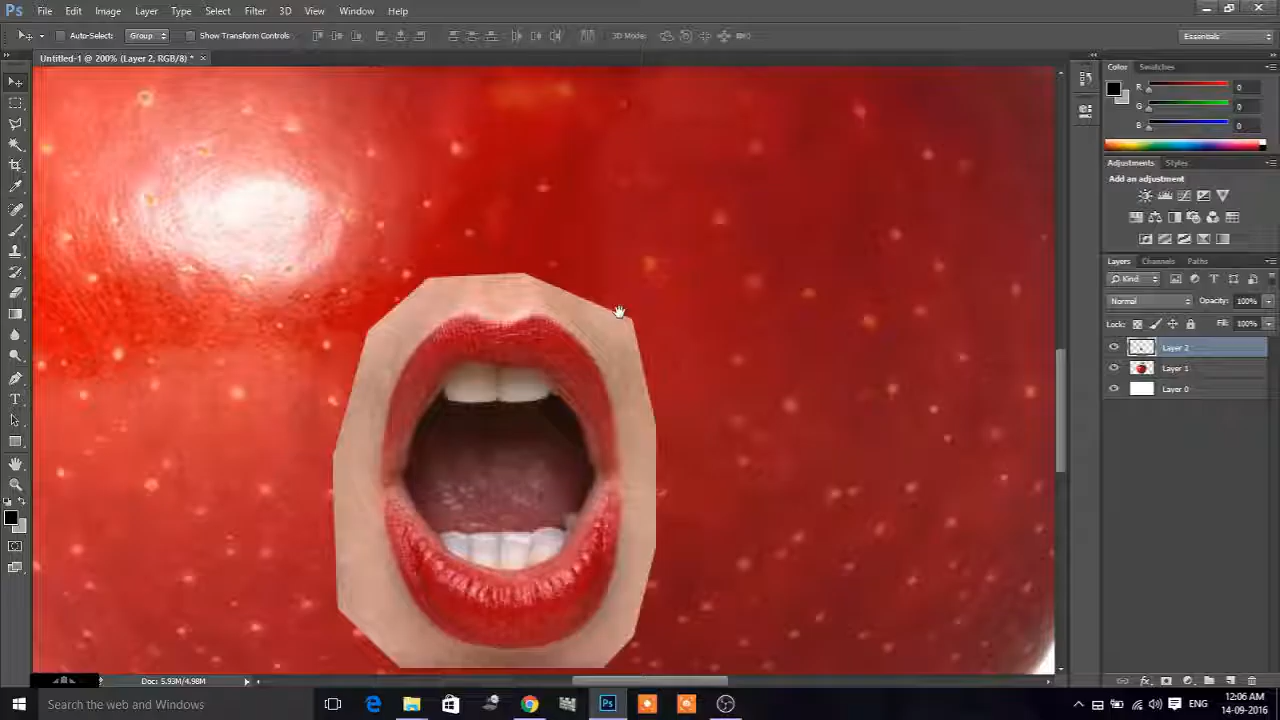 Ps File Edit Image Layer Type Select Filter 3D View Window Help
Auto-Select: Group Show Transform Controls 3D Mode: Essentials
Untitled-1 @ 200% (Layer 2, RGB/8) * ×
Color Swatches
R 0
G 0
B 0
Adjustments Styles
Add an adjustment
Layers Channels Paths
Kind
Normal Opacity: 100%
Lock: Fill: 100%
Layer 2
Layer 1
Layer 0
Doc: 5.93M/4.98M
Search the web and Windows
Ps
ENG
12:06 AM
14-09-2016